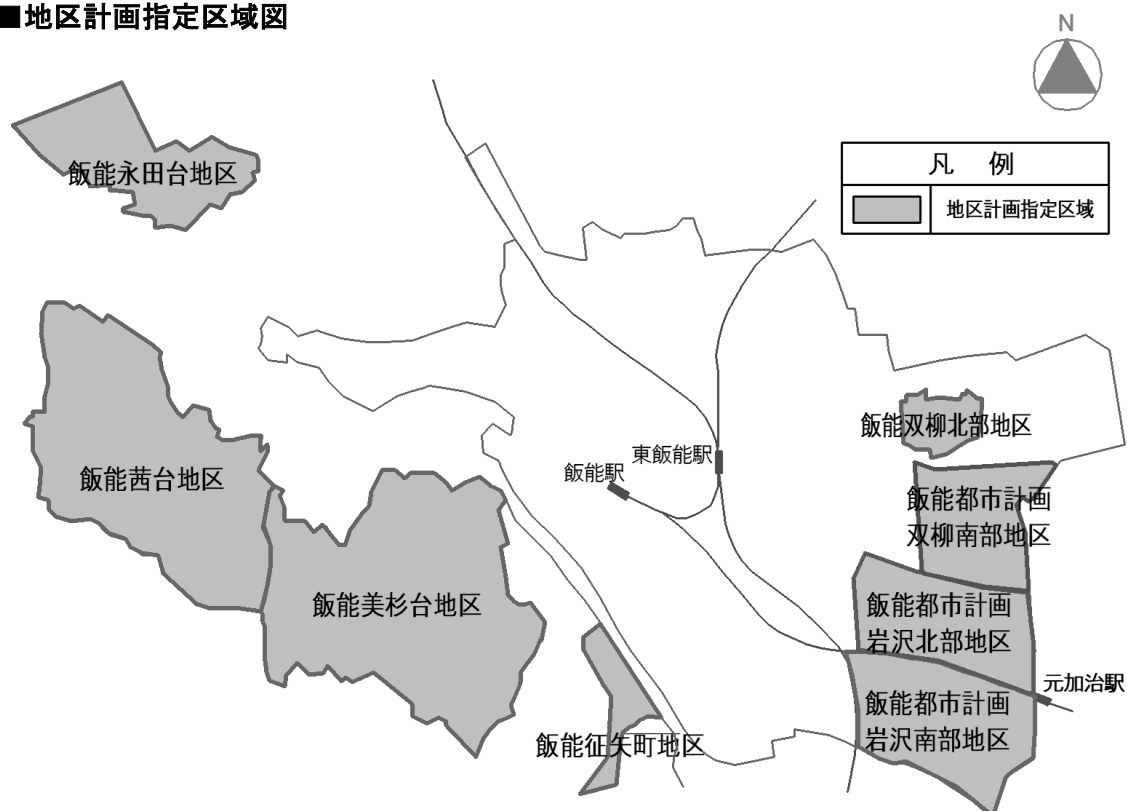 ■地区計画指定区域図
N
凡 例
地区計画指定区域
飯能永田台地区
飯能茜台地区
飯能美杉台地区
飯能征矢町地区
飯能駅
東飯能駅
飯能双柳北部地区
飯能都市計画
双柳南部地区
飯能都市計画
岩沢北部地区
飯能都市計画
岩沢南部地区
元加治駅